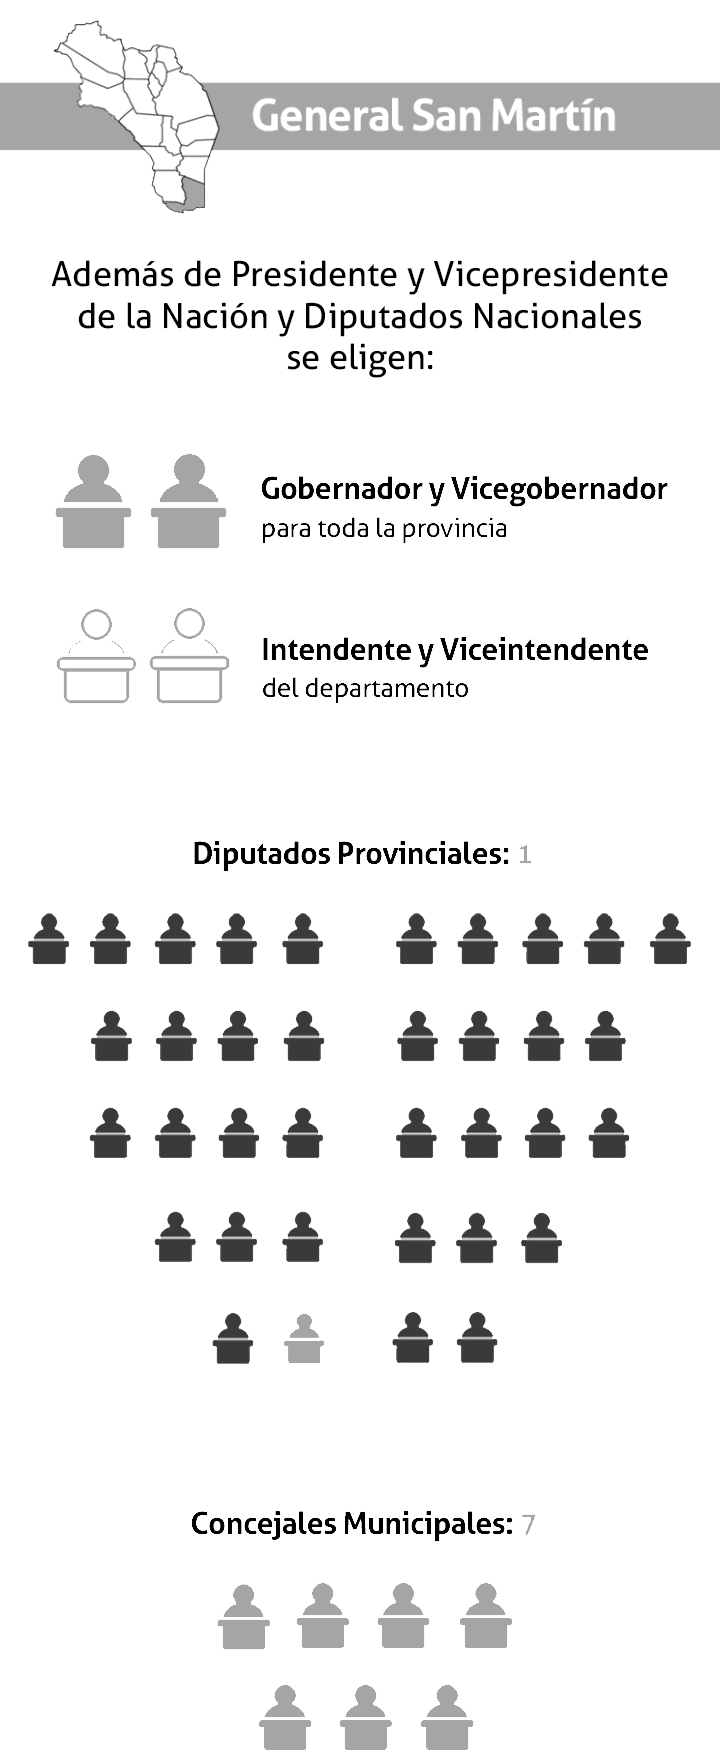 General San Martín
Además de Presidente y Vicepresidente
de la Nación y Diputados Nacionales
se eligen:
Gobernador y Vicegobernador
para toda la provincia
Intendente y Viceintendente
del departamento
Diputados Provinciales: 1
Concejales Municipales: 7